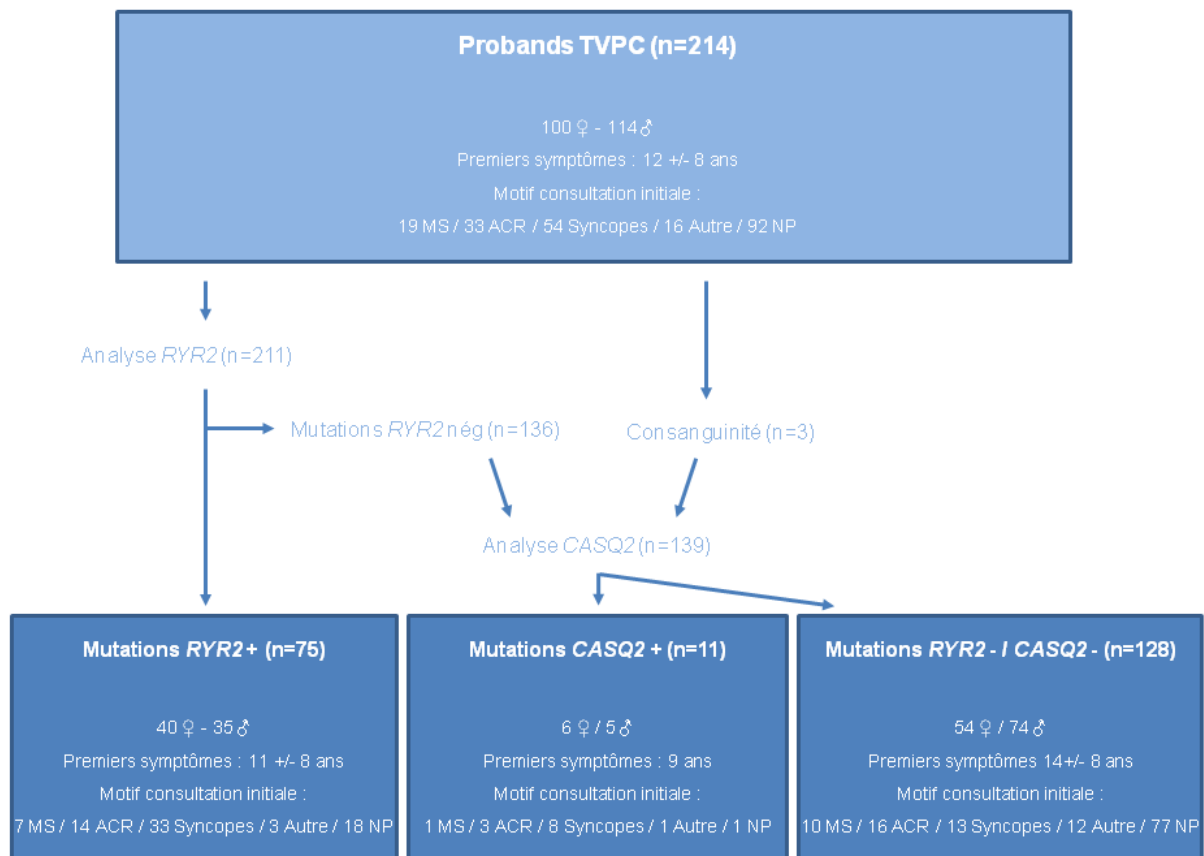 Probands TVPC (n=214)
100 ♀ - 114♂
Premiers symptômes : 12 +/- 8 ans
Motif consultation initiale :
19 MS / 33 ACR / 54 Syncopes / 16 Autre / 92 NP
Analyse RYR2 (n=211)
Mutations RYR2 nég (n=136)
Consanguinité (n=3)
Analyse CASQ2 (n=139)
Mutations RYR2 + (n=75)
40 ♀ - 35♂
Premiers symptômes : 11 +/- 8 ans
Motif consultation initiale :
7 MS / 14 ACR / 33 Syncopes / 3 Autre / 18 NP
Mutations CASQ2 + (n=11)
6 ♀ / 5♂
Premiers symptômes : 9 ans
Motif consultation initiale :
1 MS / 3 ACR / 8 Syncopes / 1 Autre / 1 NP
Mutations RYR2 - / CASQ2 - (n=128)
54 ♀ / 74♂
Premiers symptômes 14+/- 8 ans
Motif consultation initiale :
10 MS / 16 ACR / 13 Syncopes / 12 Autre / 77 NP